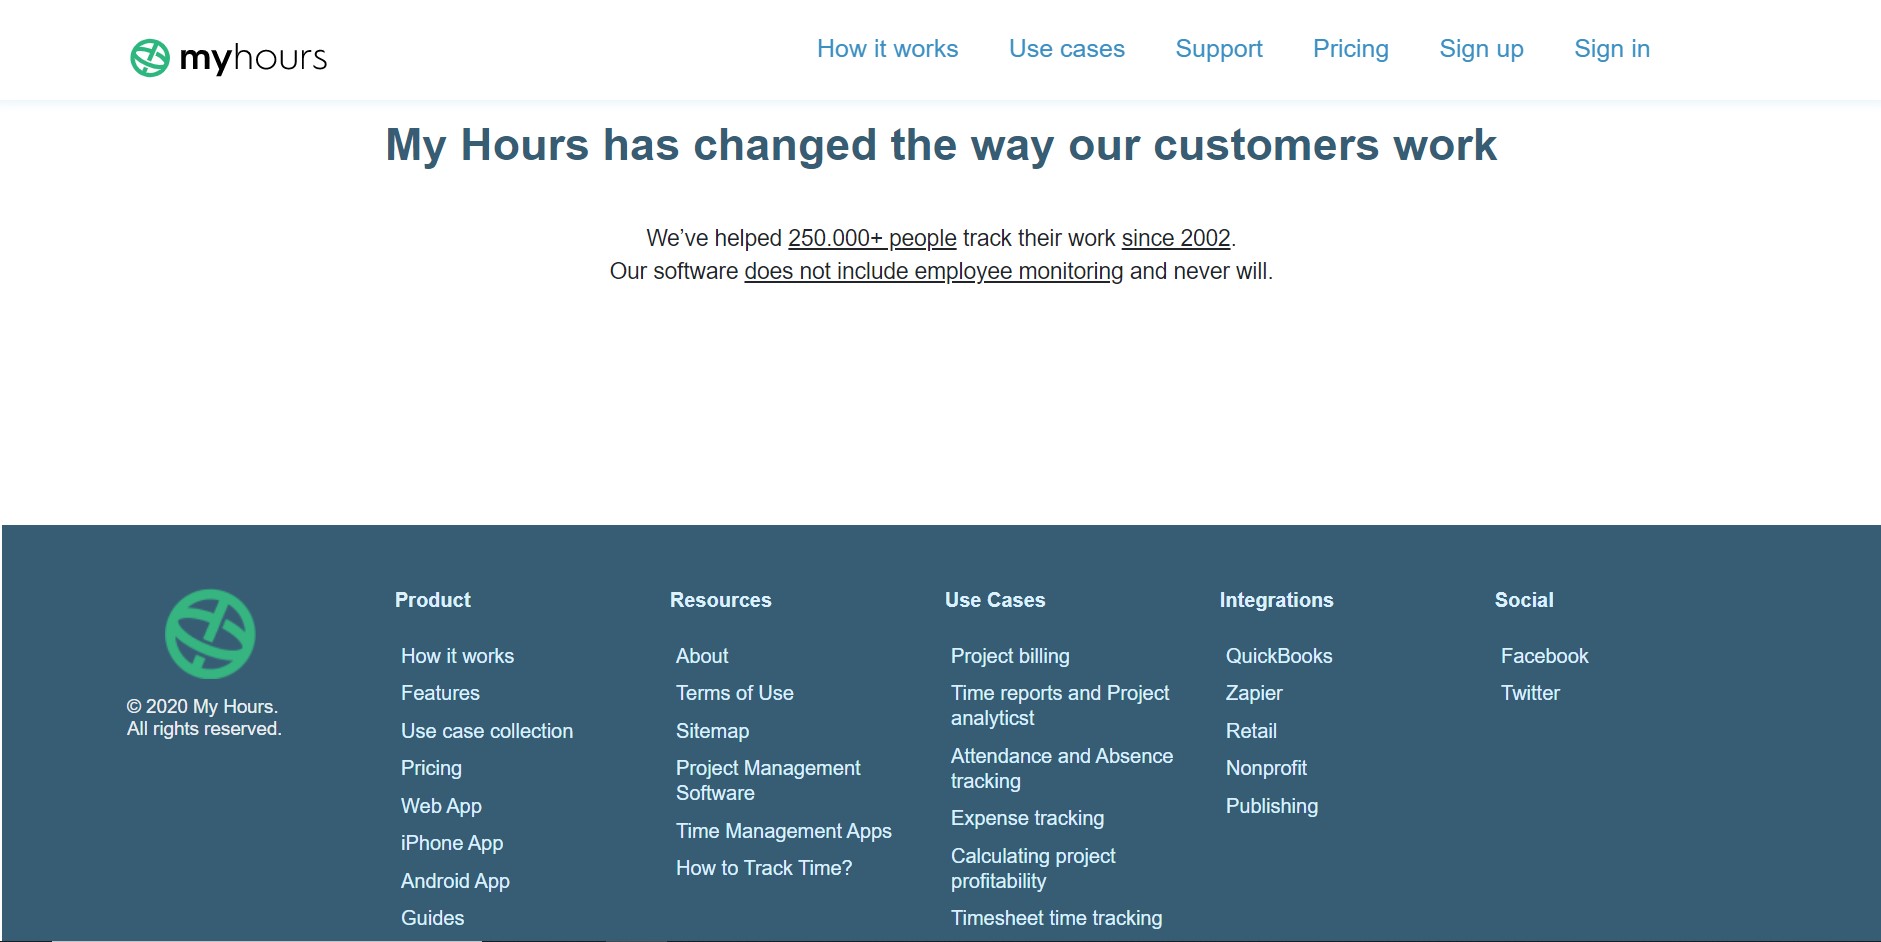 myhours
How it works
Use cases
Support
Pricing
Sign up
Sign in
My Hours has changed the way our customers work
We’ve helped 250.000+ people track their work since 2002.
Our software does not include employee monitoring and never will.
© 2020 My Hours.
All rights reserved.
Product
How it works
Features
Use case collection
Pricing
Web App
iPhone App
Android App
Guides
Resources
About
Terms of Use
Sitemap
Project Management
Software
Time Management Apps
How to Track Time?
Use Cases
Project billing
Time reports and Project
analyticst
Attendance and Absence
tracking
Expense tracking
Calculating project
profitability
Timesheet time tracking
Integrations
QuickBooks
Zapier
Retail
Nonprofit
Publishing
Social
Facebook
Twitter